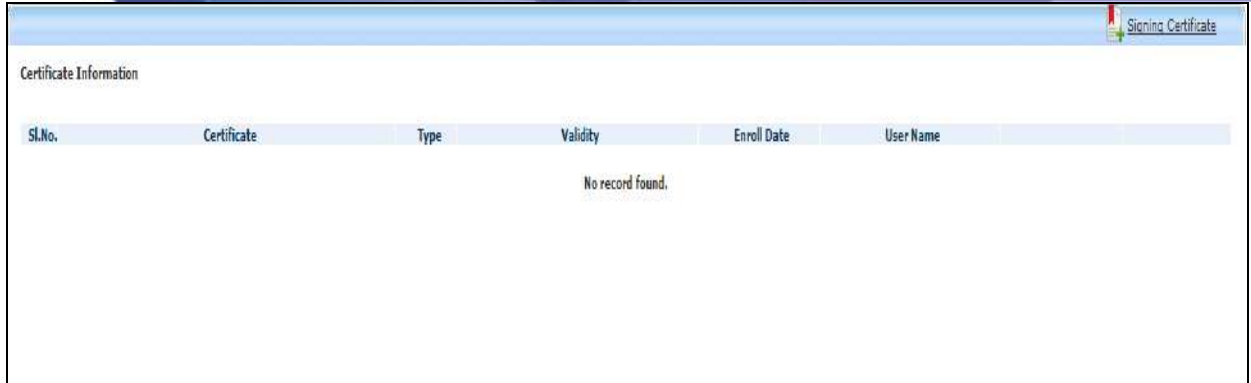 Signing Certificate
Certificate Information
Sl.No. Certificate Type Validity Enroll Date User Name
No record found.